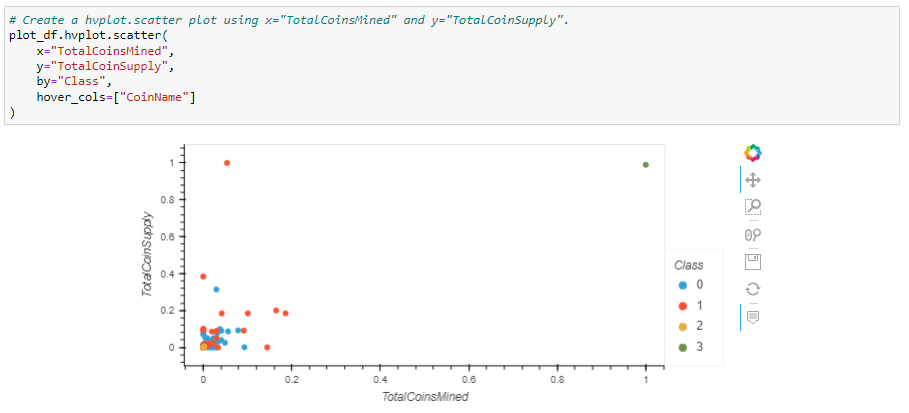 # Create a hvplot.scatter plot using x="TotalCoinsMined" and y="TotalCoinSupply".
plot_df.hvplot.scatter(
    x="TotalCoinsMined",
    y="TotalCoinSupply",
    by="Class",
    hover_cols=["CoinName"]
)
1
0.8
0.6
0.4
0.2
0
TotalCoinSupply
0 0.2 0.4 0.6 0.8 1
TotalCoinsMined
Class
0
1
2
3